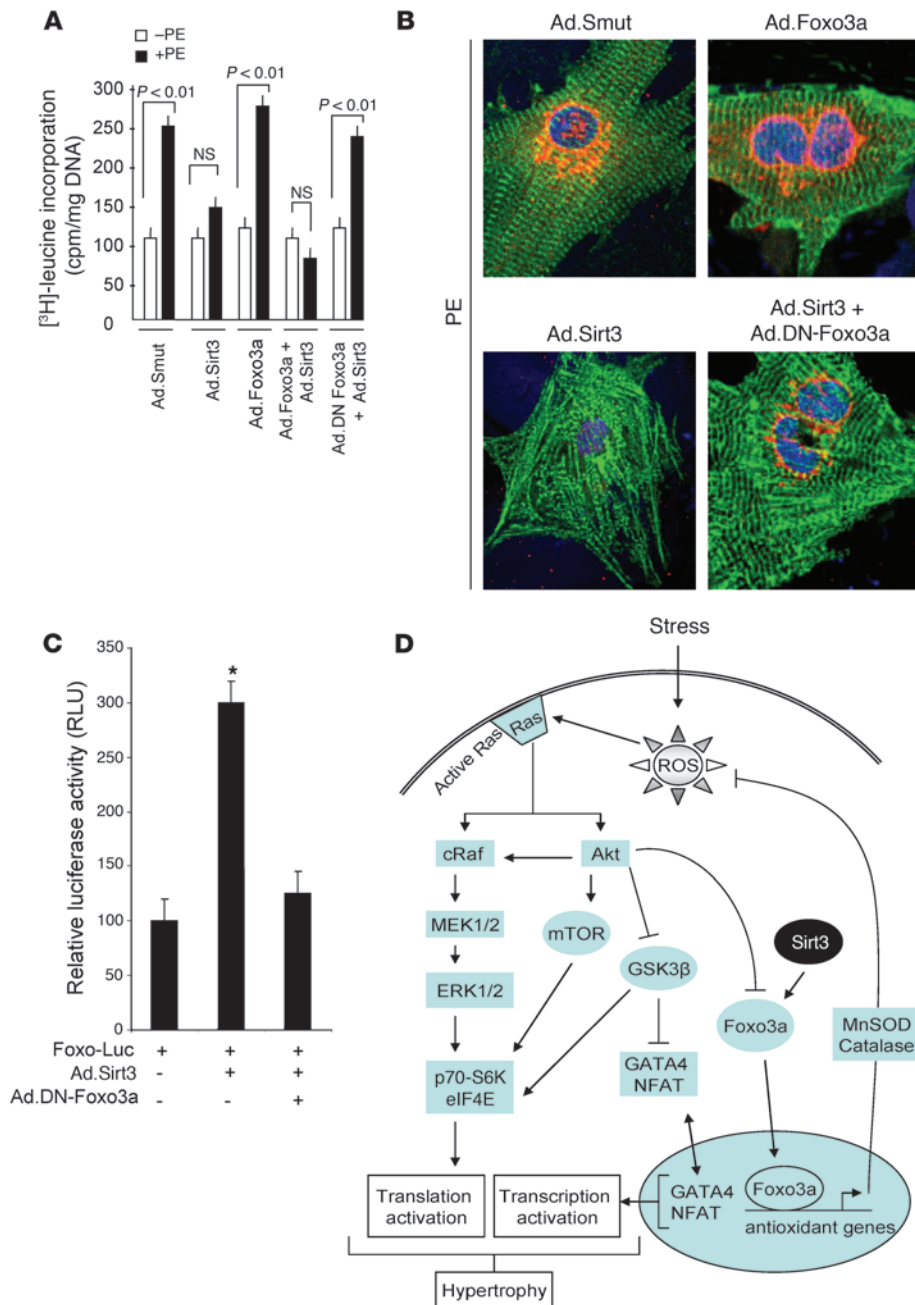 A
–PE
+PE
P < 0.01
NS
P < 0.01
NS
P < 0.01
[³H]-leucine incorporation
(cpm/mg DNA)
300
250
200
150
100
50
0
Ad.Smut
Ad.Sirt3
Ad.Foxo3a
Ad.Foxo3a +
Ad.Sirt3
Ad.DN Foxo3a
+ Ad.Sirt3
B
Ad.Smut
Ad.Foxo3a
PE
Ad.Sirt3
Ad.Sirt3 +
Ad.DN-Foxo3a
C
Relative luciferase activity (RLU)
350
300
250
200
150
100
50
0
*
Foxo-Luc + + +
Ad.Sirt3 - + +
Ad.DN-Foxo3a - - +
D
Stress
Active Ras
Ras
ROS
cRaf
Akt
MEK1/2
mTOR
GSK3β
Sirt3
ERK1/2
Foxo3a
MnSOD
Catalase
p70-S6K
eIF4E
GATA4
NFAT
Translation
activation
Transcription
activation
GATA4
NFAT
Foxo3a
antioxidant genes
Hypertrophy